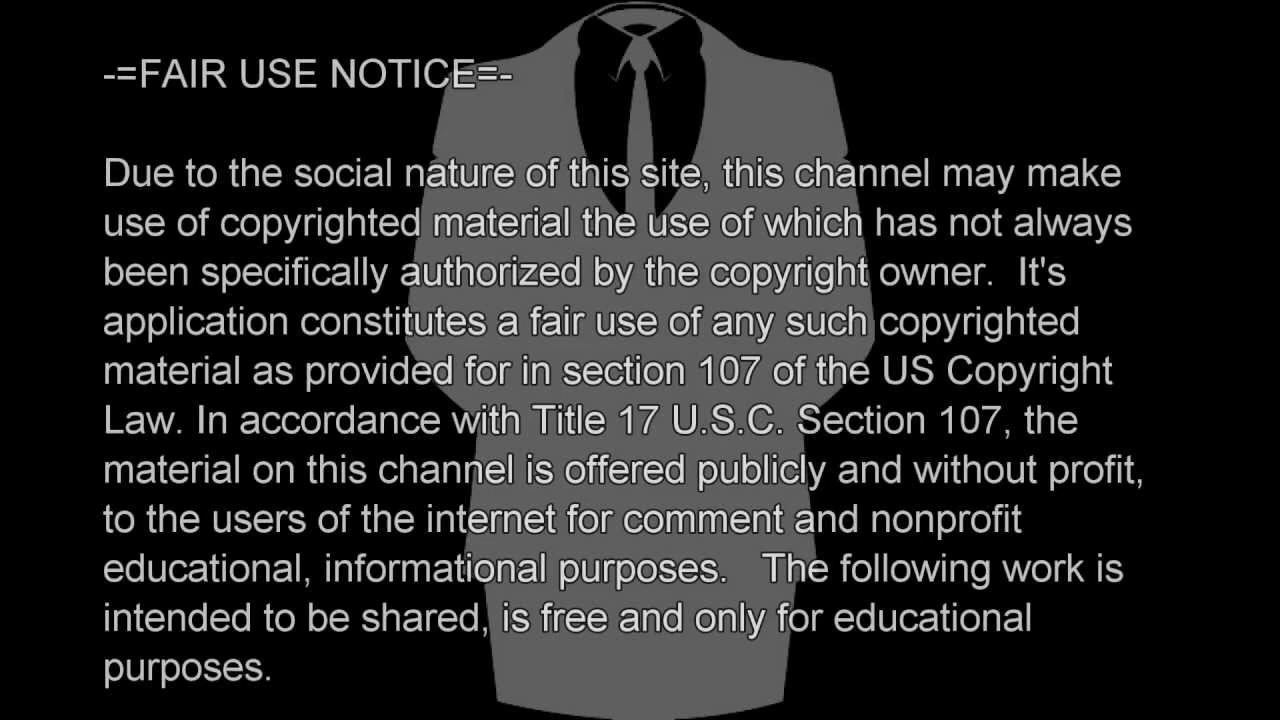 -=FAIR USE NOTICE=-
Due to the social nature of this site, this channel may make
use of copyrighted material the use of which has not always
been specifically authorized by the copyright owner.  It's
application constitutes a fair use of any such copyrighted
material as provided for in section 107 of the US Copyright
Law. In accordance with Title 17 U.S.C. Section 107, the
material on this channel is offered publicly and without profit,
to the users of the internet for comment and nonprofit
educational, informational purposes.   The following work is
intended to be shared, is free and only for educational
purposes.